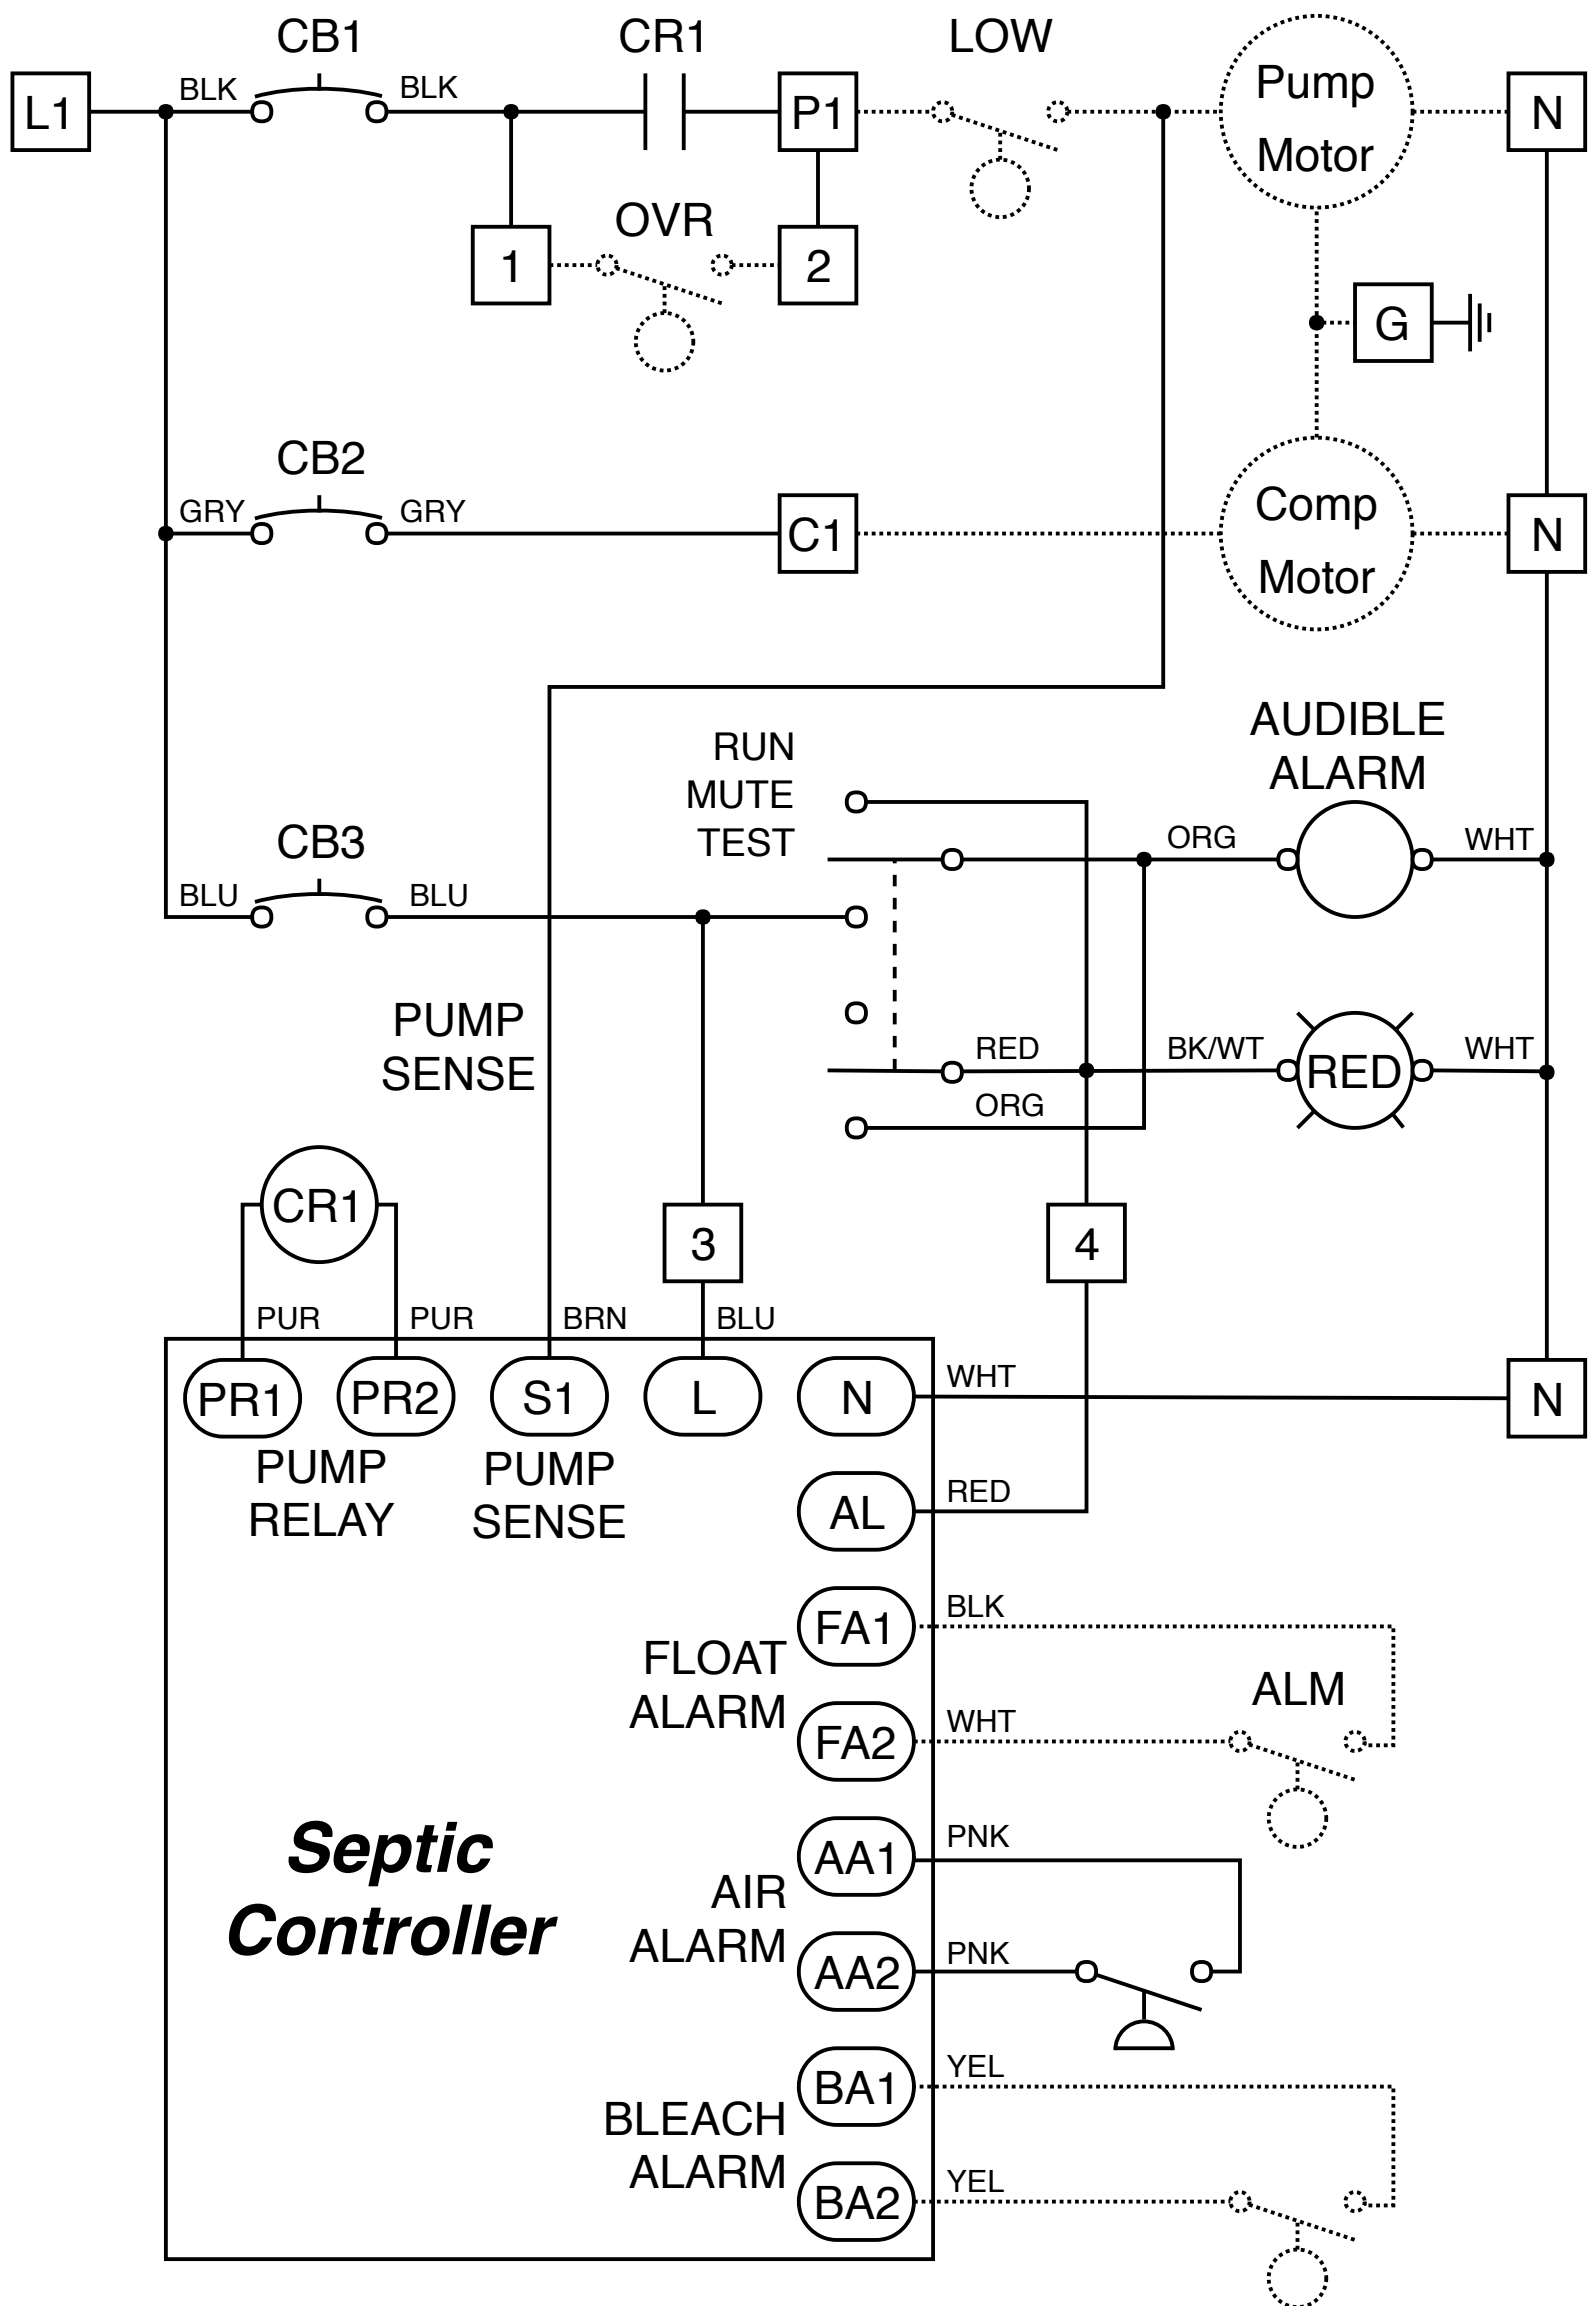 CB1 CR1 LOW
L1 BLK BLK P1 Pump N
Motor
OVR
1 2
G
CB2
GRY GRY C1 Comp N
Motor
AUDIBLE
ALARM
RUN
MUTE
TEST
ORG WHT
CB3
BLU BLU
PUMP
SENSE
RED BK/WT RED WHT
ORG
CR1
3 4
PUR PUR BRN BLU
PR1 PR2 S1 L N WHT N
PUMP
RELAY
PUMP
SENSE
AL RED
FA1 BLK
FLOAT
ALARM
ALM
FA2 WHT
AA1 PNK
Septic
Controller
AIR
ALARM
AA2 PNK
BA1 YEL
BLEACH
ALARM
BA2 YEL